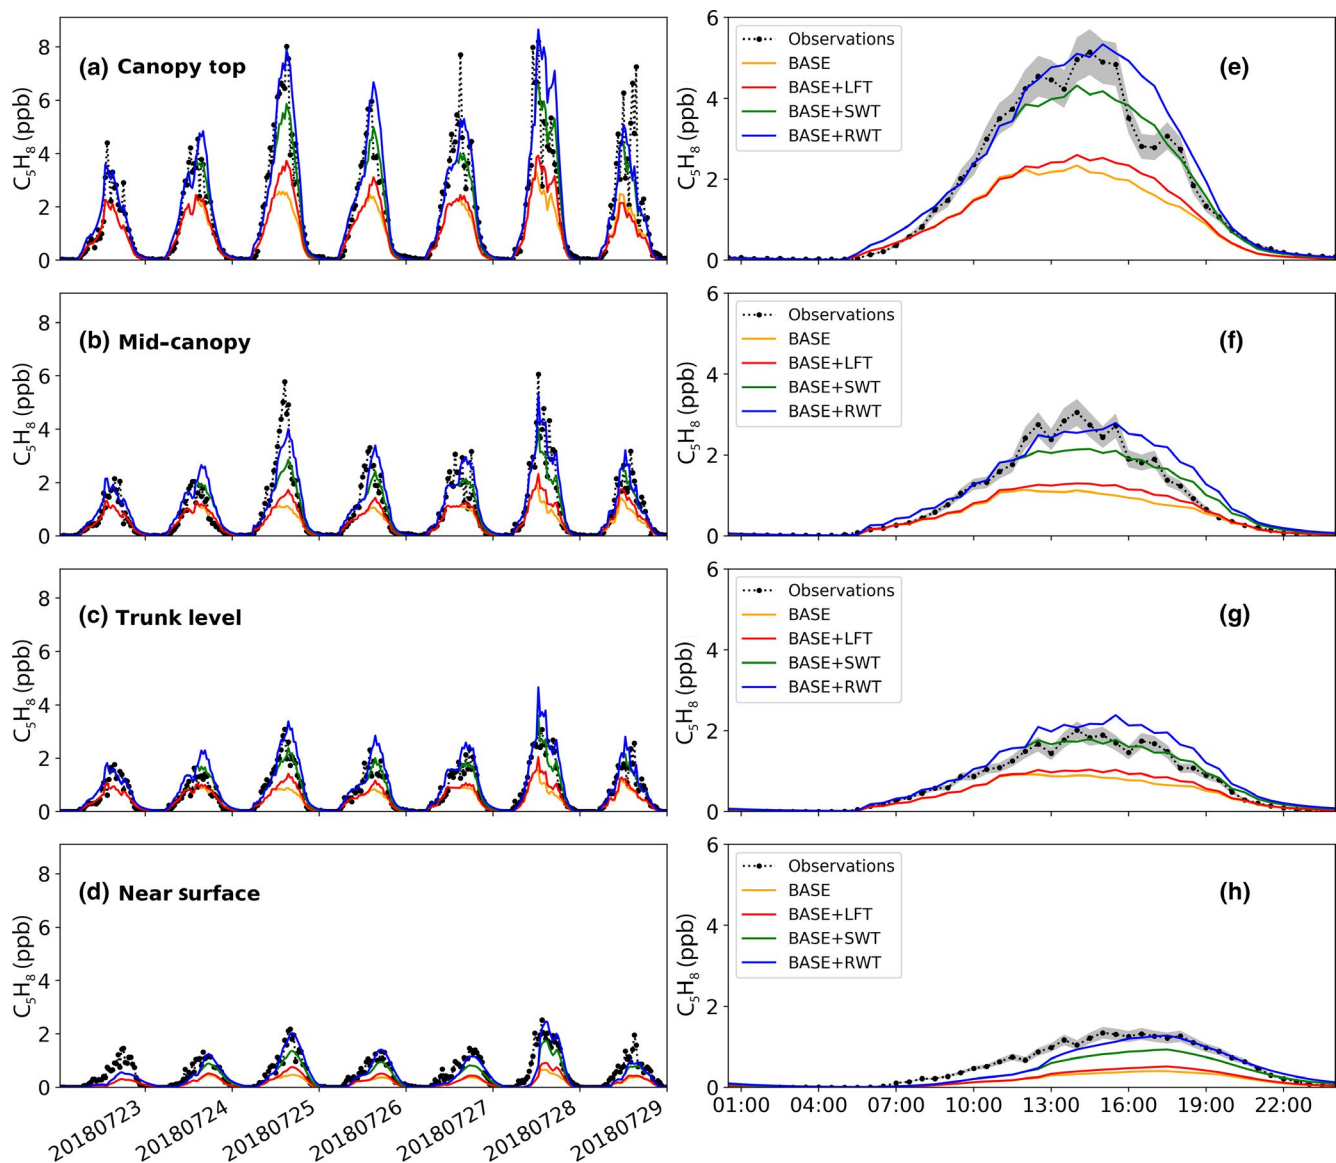 (a) Canopy top
C5H8 (ppb)
8
6
4
2
0
(e)
Observations
BASE
BASE+LFT
BASE+SWT
BASE+RWT
C5H8 (ppb)
6
4
2
0
(b) Mid-canopy
C5H8 (ppb)
8
6
4
2
0
(f)
Observations
BASE
BASE+LFT
BASE+SWT
BASE+RWT
C5H8 (ppb)
6
4
2
0
(c) Trunk level
C5H8 (ppb)
8
6
4
2
0
(g)
Observations
BASE
BASE+LFT
BASE+SWT
BASE+RWT
C5H8 (ppb)
6
4
2
0
(d) Near surface
C5H8 (ppb)
8
6
4
2
0
20180723
20180724
20180725
20180726
20180727
20180728
20180729
(h)
Observations
BASE
BASE+LFT
BASE+SWT
BASE+RWT
C5H8 (ppb)
6
4
2
0
01:00 04:00 07:00 10:00 13:00 16:00 19:00 22:00